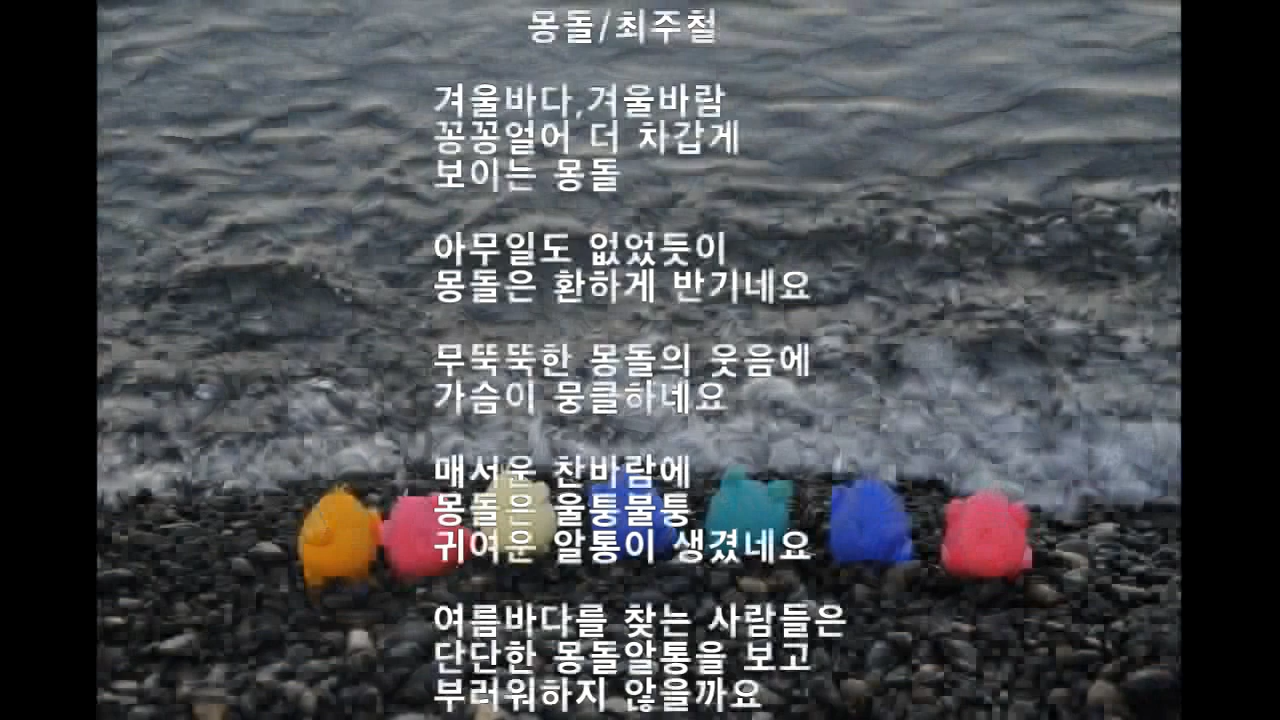 몽돌/최주철
겨울바다,겨울바람
꽁꽁얼어 더 차갑게
보이는 몽돌
아무일도 없었듯이
몽돌은 환하게 반기네요
무뚝뚝한 몽돌의 웃음에
가슴이 뭉클하네요
매서운 찬바람에
몽돌은 울퉁불퉁
귀여운 알통이 생겼네요
여름바다를 찾는 사람들은
단단한 몽돌알통을 보고
부러워하지 않을까요